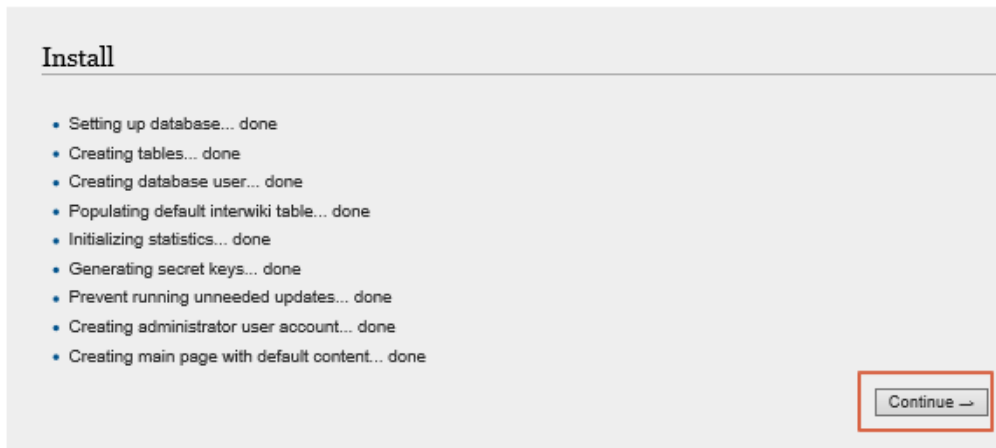 Install
• Setting up database... done
• Creating tables... done
• Creating database user... done
• Populating default interwiki table... done
• Initializing statistics... done
• Generating secret keys... done
• Prevent running unneeded updates... done
• Creating administrator user account... done
• Creating main page with default content... done
Continue →